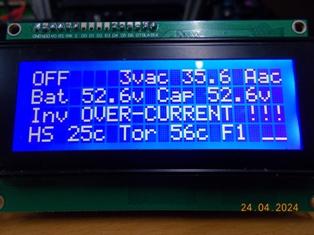 OFF 3vac 35.6 Aac
Bat 52.6v Cap 52.6v
Inv OVER-CURRENT !!!
HS 25c Tor 56c F1 __
24.04.2024